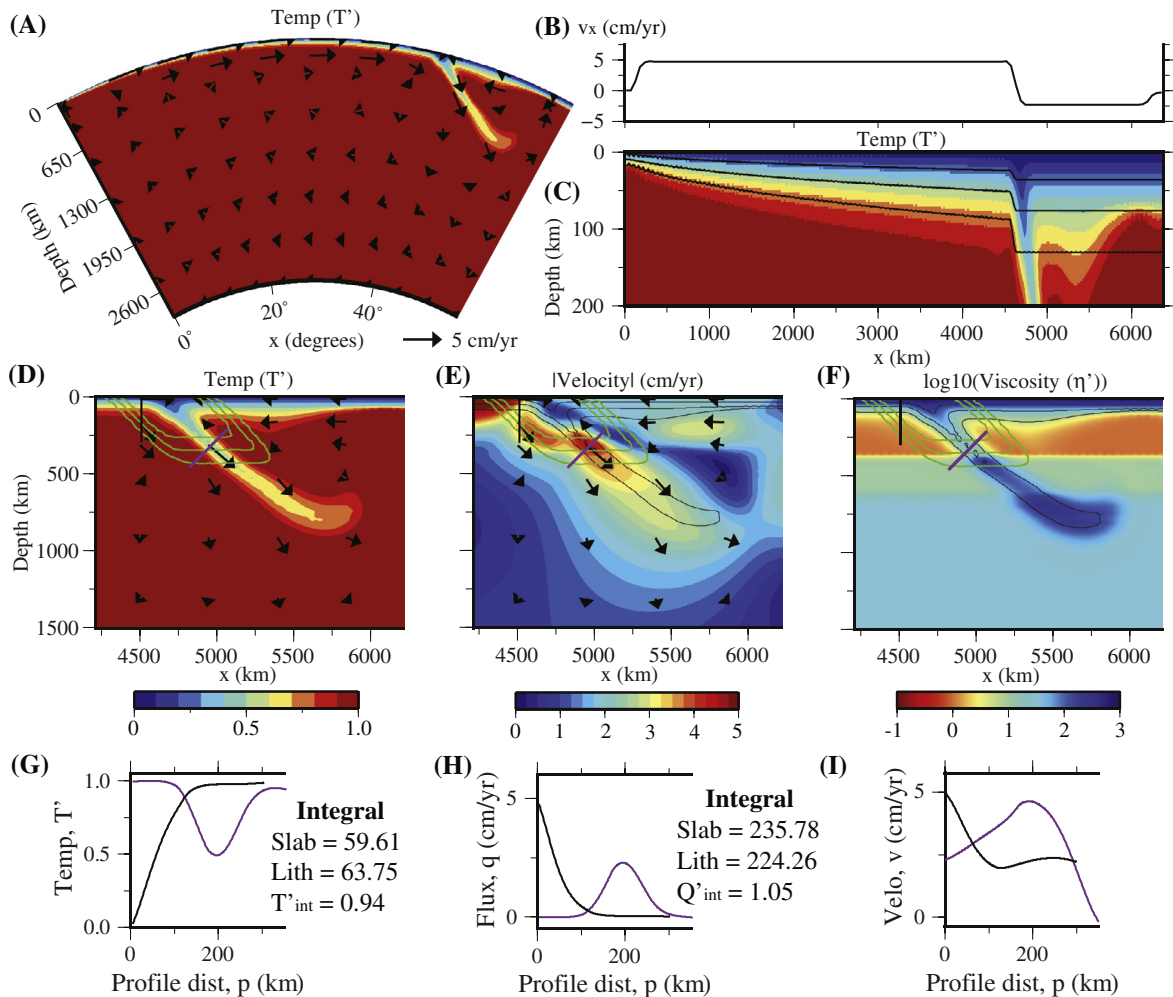 (A)
Temp (T’)
0
650
1300
1950
2600
Depth (km)
0°
20°
40°
x (degrees)
5 cm/yr
(B)
vx (cm/yr)
5
0
−5
Temp (T’)
(C)
0
100
200
Depth (km)
0
1000
2000
3000
4000
5000
6000
x (km)
(D)
Temp (T’)
0
500
1000
1500
Depth (km)
4500
5000
5500
6000
x (km)
0
0.5
1.0
(E)
|Velocity| (cm/yr)
4500
5000
5500
6000
x (km)
0
1
2
3
4
5
(F)
log10(Viscosity (η’))
4500
5000
5500
6000
x (km)
-1
0
1
2
3
(G)
1.0
0.5
0.0
Temp, T’
Integral
Slab = 59.61
Lith = 63.75
T’int = 0.94
0
200
Profile dist, p (km)
(H)
5
0
Flux, q (cm/yr)
Integral
Slab = 235.78
Lith = 224.26
Q’int = 1.05
0
200
Profile dist, p (km)
(I)
5
0
Velo, v (cm/yr)
0
200
Profile dist, p (km)